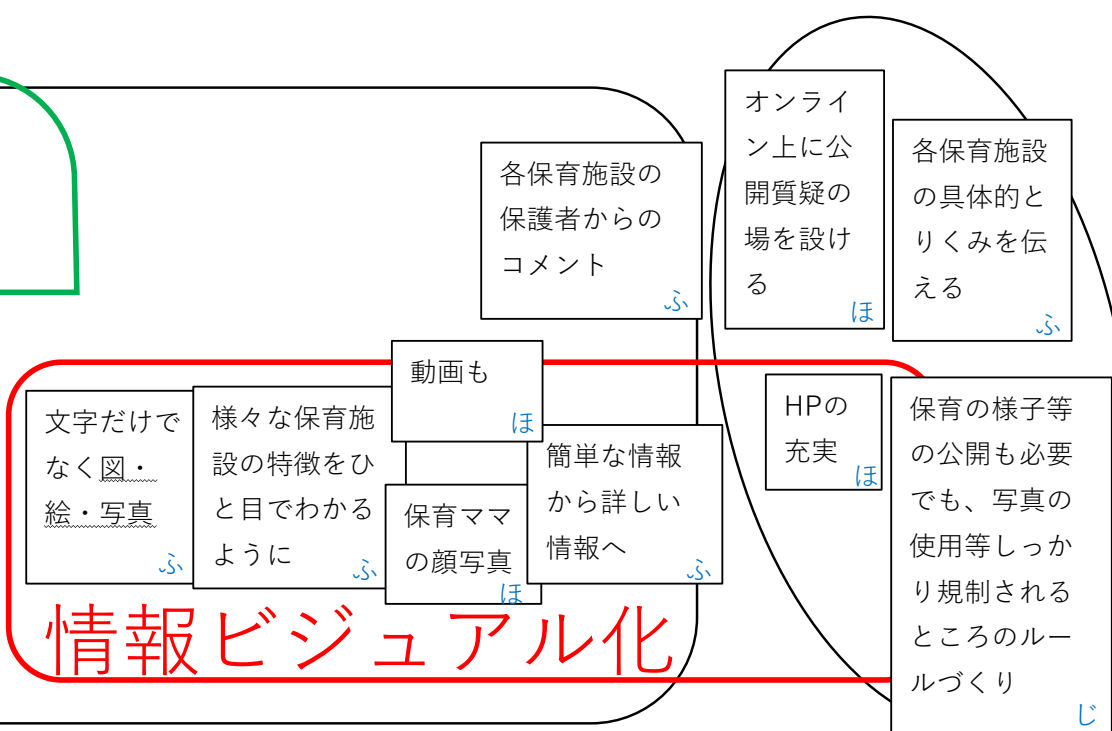 各保育施設の
保護者からの
コメント
ふ
オンライ
ン上に公
開質疑の
場を設け
る
ほ
各保育施設
の具体的と
りくみを伝
える
ふ
文字だけで
なく図・
絵・写真
ふ
様々な保育施
設の特徴をひ
と目でわかる
ように
ふ
動画も
ほ
保育ママ
の顔写真
ほ
簡単な情報
から詳しい
情報へ
ふ
HPの
充実
ほ
保育の様子等
の公開も必要
でも、写真の
使用等しっか
り規制される
ところのルー
ルづくり
じ
情報ビジュアル化